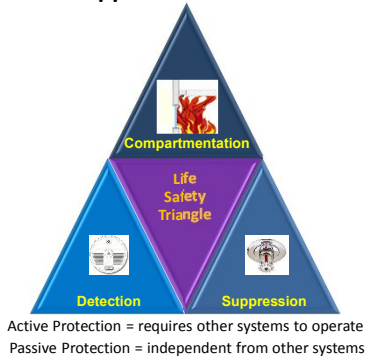 Compartmentation
Life
Safety
Triangle
Detection
Suppression
Active Protection = requires other systems to operate
Passive Protection = independent from other systems